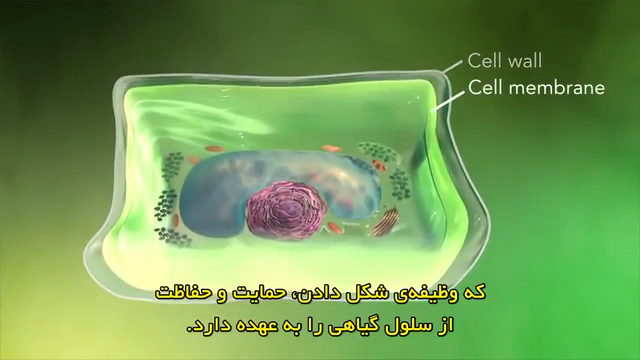 Cell wall
Cell membrane
که وظیفه‌ی شکل دادن، حمایت و حفاظت
از سلول گیاهی را به عهده دارد.